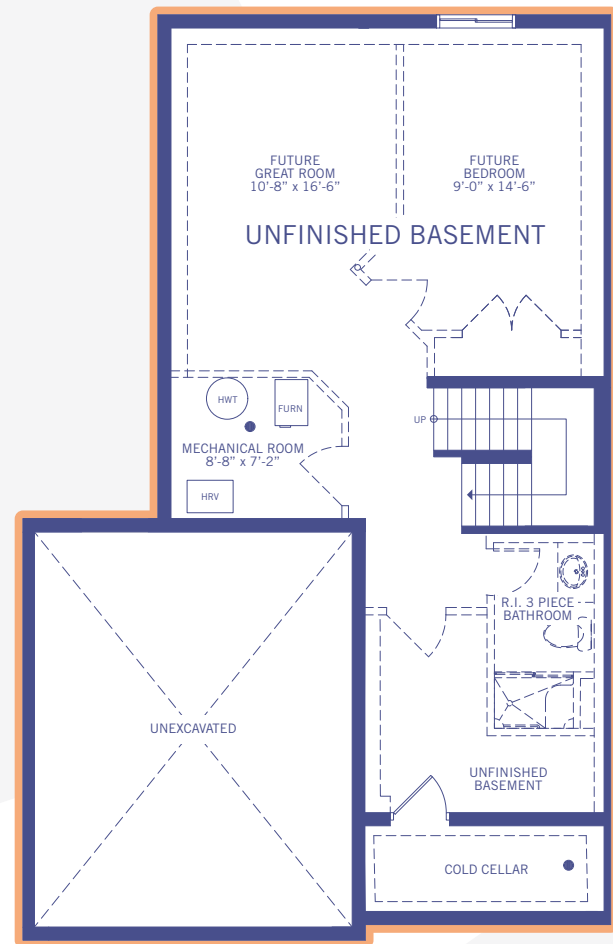 FUTURE
GREAT ROOM
10'-8” x 16'-6”
FUTURE
BEDROOM
9'-0” x 14'-6”
UNFINISHED BASEMENT
HWT
FURN
UP
MECHANICAL ROOM
8'-8” x 7'-2”
HRV
R.I. 3 PIECE
BATHROOM
UNEXCAVATED
UNFINISHED
BASEMENT
COLD CELLAR